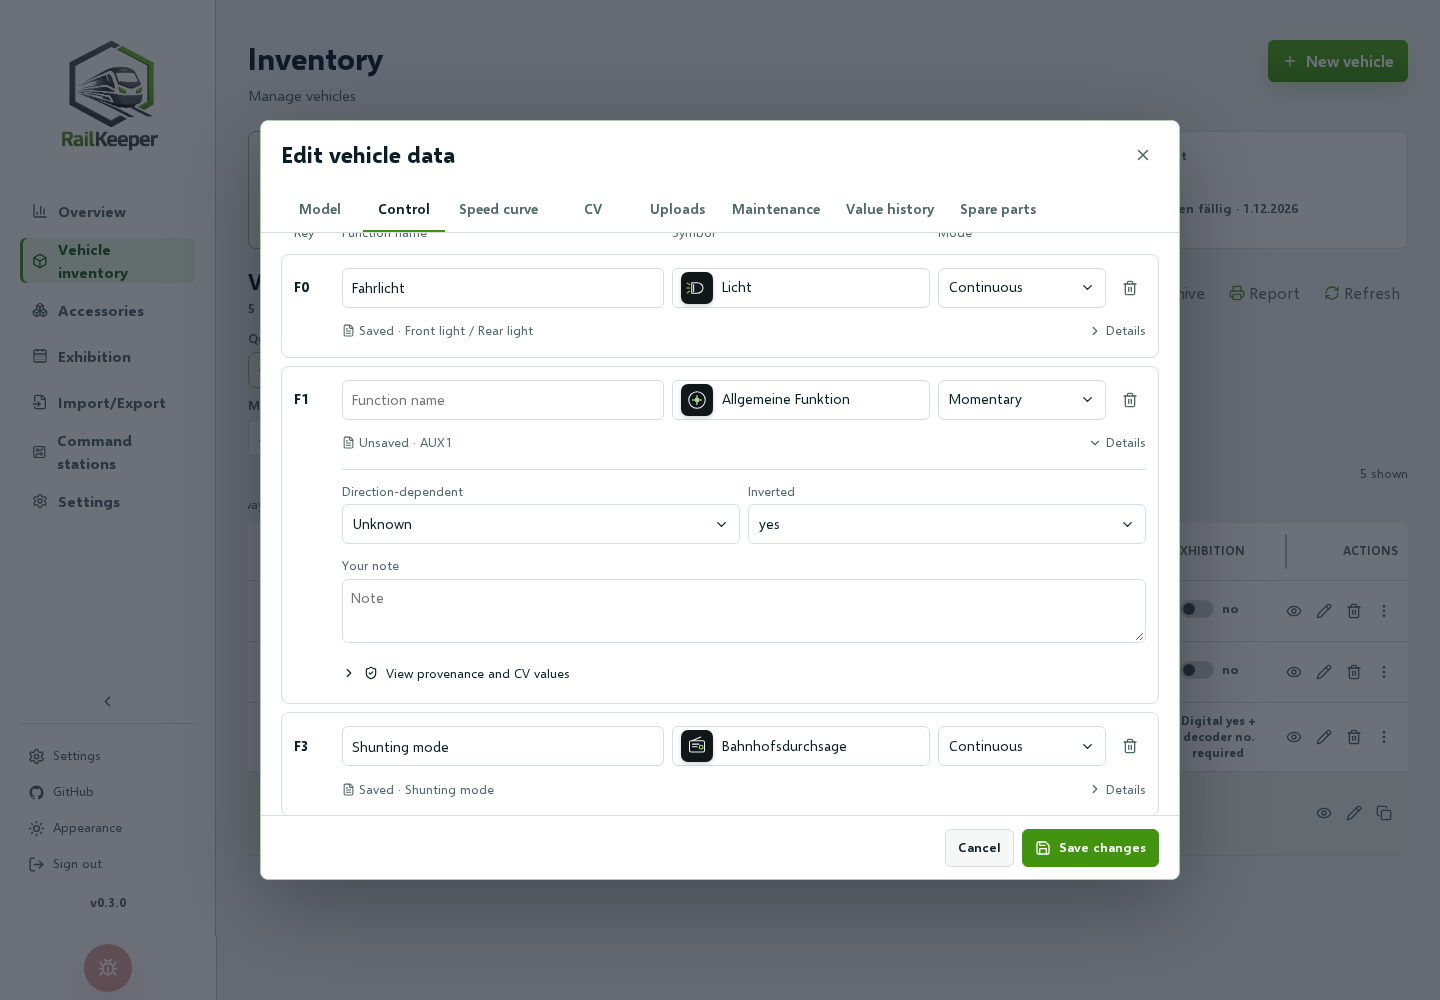 RailKeeper
Overview
Vehicle
inventory
Accessories
Exhibition
Import/Export
Command
stations
Settings
Settings
GitHub
Appearance
Sign out
v0.3.0
Inventory
Manage vehicles
New vehicle
en fällig · 1.12.2026
Report
Refresh
5 shown
ACTIONS
no
no
Digital yes +
decoder no.
required
Edit vehicle data
Model
Control
Speed curve
CV
Uploads
Maintenance
Value history
Spare parts
Key
Function name
Symbol
Mode
F0
Fahrlicht
Licht
Continuous
Saved · Front light / Rear light
Details
F1
Function name
Allgemeine Funktion
Momentary
Unsaved · AUX1
Details
Direction-dependent
Inverted
Unknown
yes
Your note
Note
View provenance and CV values
F3
Shunting mode
Bahnhofsdurchsage
Continuous
Saved · Shunting mode
Details
Cancel
Save changes